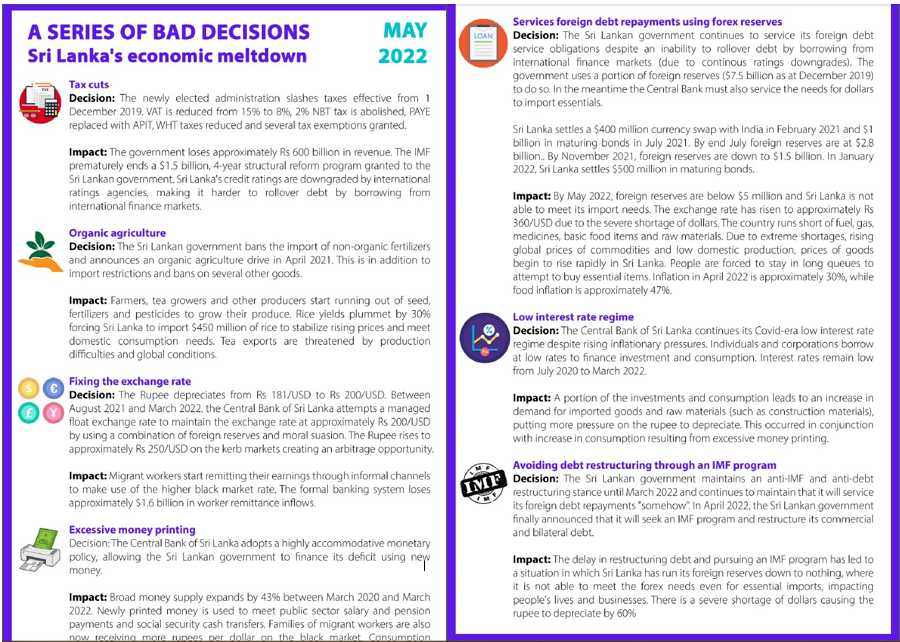 A SERIES OF BAD DECISIONS
Sri Lanka's economic meltdown
MAY
2022
Tax cuts
Decision: The newly elected administration slashes taxes effective from 1
December 2019. VAT is reduced from 15% to 8%, 2% NBT tax is abolished, PAYE
replaced with APIT, WHT taxes reduced and several tax exemptions granted.
Impact: The government loses approximately Rs 600 billion in revenue. The IMF
prematurely ends a $1.5 billion, 4-year structural reform program granted to the
Sri Lankan government. Sri Lanka's credit ratings are downgraded by international
ratings agencies, making it harder to rollover debt by borrowing from
international finance markets.
Organic agriculture
Decision: The Sri Lankan government bans the import of non-organic fertilizers
and announces an organic agriculture drive in April 2021. This is in addition to
import restrictions and bans on several other goods.
Impact: Farmers, tea growers and other producers start running out of seed,
fertilizers and pesticides to grow their produce. Rice yields plummet by 30%
forcing Sri Lanka to import $450 million of rice to stabilize rising prices and meet
domestic consumption needs. Tea exports are threatened by production
difficulties and global conditions.
Fixing the exchange rate
Decision: The Rupee depreciates from Rs 181/USD to Rs 200/USD. Between
August 2021 and March 2022, the Central Bank of Sri Lanka attempts a managed
float exchange rate to maintain the exchange rate at approximately Rs 200/USD
by using a combination of foreign reserves and moral suasion. The Rupee rises to
approximately Rs 250/USD on the kerb markets creating an arbitrage opportunity.
Impact: Migrant workers start remitting their earnings through informal channels
to make use of the higher black market rate. The formal banking system loses
approximately $1.6 billion in worker remittance inflows.
Excessive money printing
Decision: The Central Bank of Sri Lanka adopts a highly accommodative monetary
policy, allowing the Sri Lankan government to finance its deficit using new
money.
Impact: Broad money supply expands by 43% between March 2020 and March
2022. Newly printed money is used to meet public sector salary and pension
payments and social security cash transfers. Families of migrant workers are also
now receiving more rupees per dollar on the black market. Consumption
LOAN
Services foreign debt repayments using forex reserves
Decision: The Sri Lankan government continues to service its foreign debt
service obligations despite an inability to rollover debt by borrowing from
international finance markets (due to continous ratings downgrades). The
government uses a portion of foreign reserves ($7.5 billion as at December 2019)
to do so. In the meantime the Central Bank must also service the needs for dollars
to import essentials.
Sri Lanka settles a $400 million currency swap with India in February 2021 and $1
billion in maturing bonds in July 2021. By end July foreign reserves are at $2.8
billion.. By November 2021, foreign reserves are down to $1.5 billion. In January
2022, Sri Lanka settles $500 million in maturing bonds.
Impact: By May 2022, foreign reserves are below $5 million and Sri Lanka is not
able to meet its import needs. The exchange rate has risen to approximately Rs
360/USD due to the severe shortage of dollars. The country runs short of fuel, gas,
medicines, basic food items and raw materials. Due to extreme shortages, rising
global prices of commodities and low domestic production, prices of goods
begin to rise rapidly in Sri Lanka. People are forced to stay in long queues to
attempt to buy essential items. Inflation in April 2022 is approximately 30%, while
food inflation is approximately 47%.
Low interest rate regime
Decision: The Central Bank of Sri Lanka continues its Covid-era low interest rate
regime despite rising inflationary pressures. Individuals and corporations borrow
at low rates to finance investment and consumption. Interest rates remain low
from July 2020 to March 2022.
Impact: A portion of the investments and consumption leads to an increase in
demand for imported goods and raw materials (such as construction materials),
putting more pressure on the rupee to depreciate. This occurred in conjunction
with increase in consumption resulting from excessive money printing.
IMF
IMF
IMF
Avoiding debt restructuring through an IMF program
Decision: The Sri Lankan government maintains an anti-IMF and anti-debt
restructuring stance until March 2022 and continues to maintain that it will service
its foreign debt repayments "somehow". In April 2022, the Sri Lankan government
finally announced that it will seek an IMF program and restructure its commercial
and bilateral debt.
Impact: The delay in restructuring debt and pursuing an IMF program has led to
a situation in which Sri Lanka has run its foreign reserves down to nothing, where
it is not able to meet the forex needs even for essential imports, impacting
people's lives and businesses. There is a severe shortage of dollars causing the
rupee to depreciate by 60%